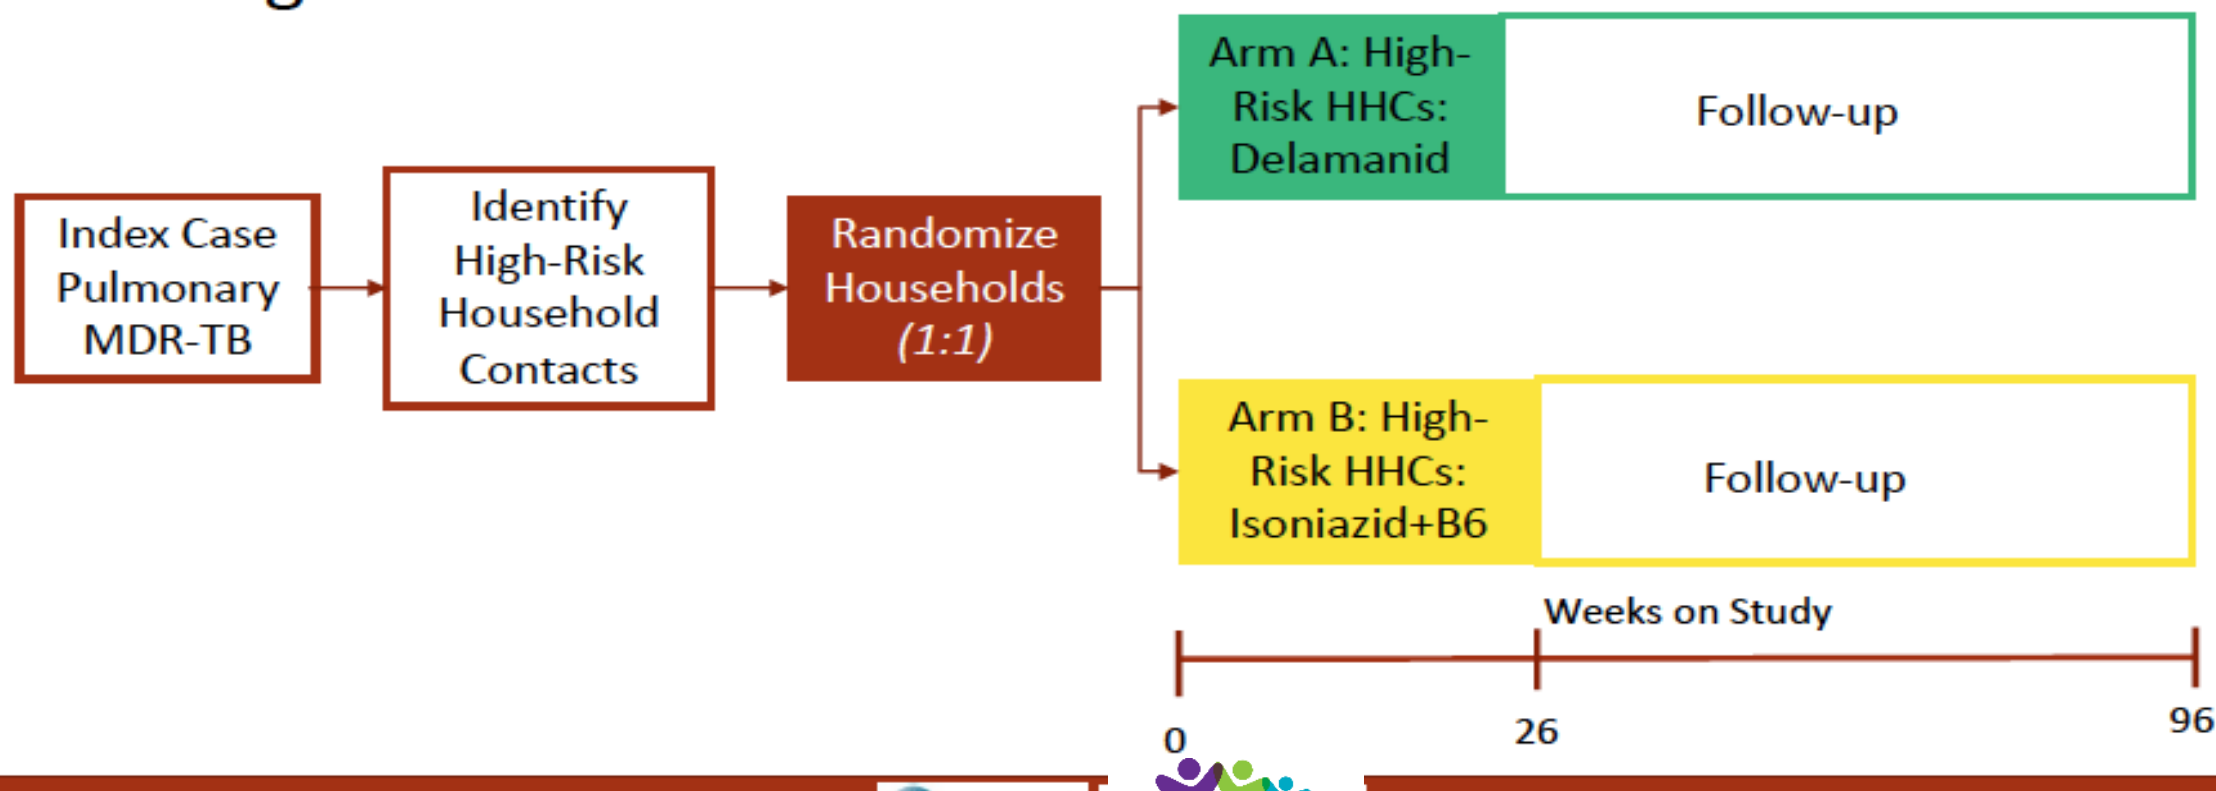 Index Case
Pulmonary
MDR-TB
Identify
High-Risk
Household
Contacts
Randomize
Households
(1:1)
Arm A: High-
Risk HHCs:
Delamanid
Follow-up
Arm B: High-
Risk HHCs:
Isoniazid+B6
Follow-up
Weeks on Study
0
26
96